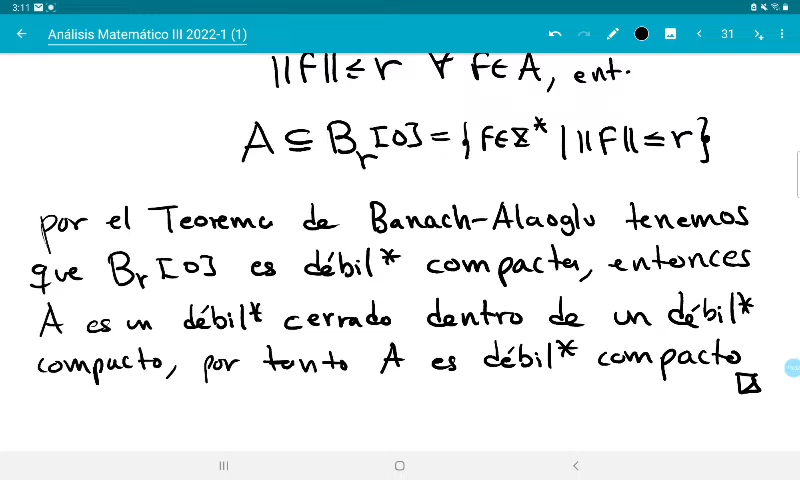 3:11
Análisis Matemático III 2022-1 (1)
31
||f|| ≤ r ∀ f∈A, ent.
A ⊆ Br[0] = {f∈X* | ||f|| ≤ r}
por el Teorema de Banach-Alaoglu tenemos
que Br[0] es débil* compacta, entonces
A es un débil* cerrado dentro de un débil*
compacto, por tanto A es débil* compacto